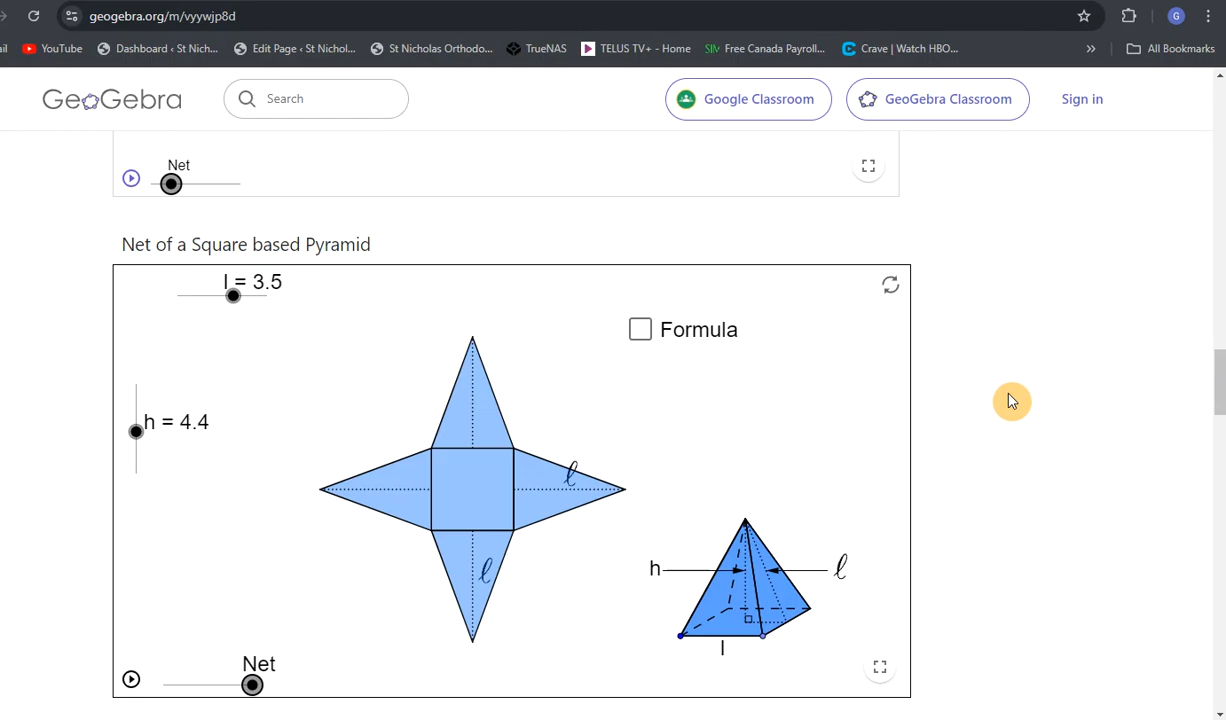 geogebra.org/m/vyywjp8d
G
il YouTube Dashboard ‹ St Nich... Edit Page ‹ St Nichol... St Nicholas Orthodo... TrueNAS TELUS TV+ - Home Free Canada Payroll... Crave | Watch HBO... » All Bookmarks
GeoGebra Search Google Classroom GeoGebra Classroom Sign in
Net
Net of a Square based Pyramid
l = 3.5
Formula
h = 4.4
ℓ
ℓ
h ℓ
l
Net